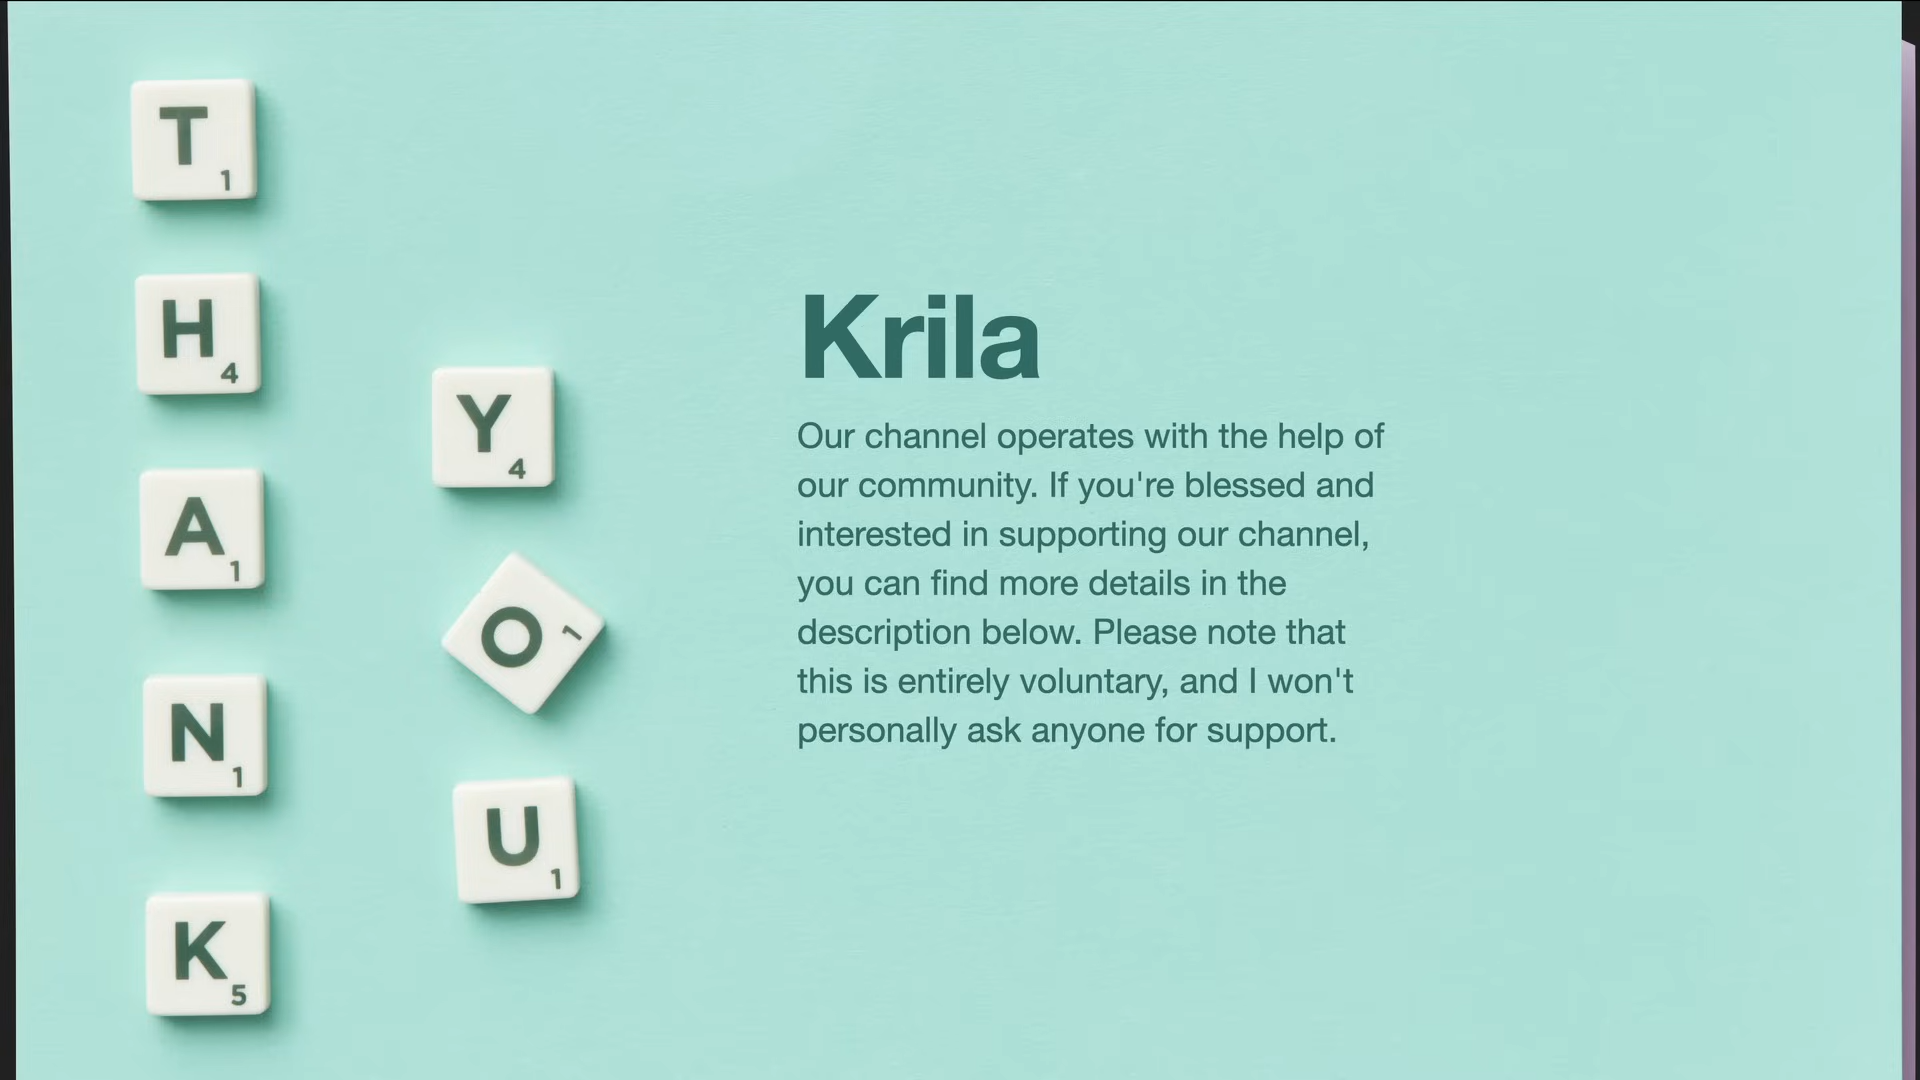 T
1
H
4
A
1
N
1
K
5
Y
4
O
1
U
1
Krila
Our channel operates with the help of
our community. If you're blessed and
interested in supporting our channel,
you can find more details in the
description below. Please note that
this is entirely voluntary, and I won't
personally ask anyone for support.